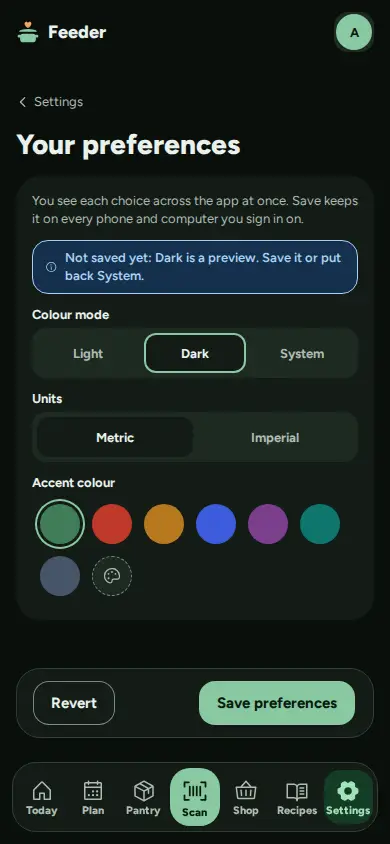 Feeder
A
Settings
Your preferences
You see each choice across the app at once. Save keeps
it on every phone and computer you sign in on.
Not saved yet: Dark is a preview. Save it or put
back System.
Colour mode
Light
Dark
System
Units
Metric
Imperial
Accent colour
Revert
Save preferences
Today
Plan
Pantry
Scan
Shop
Recipes
Settings